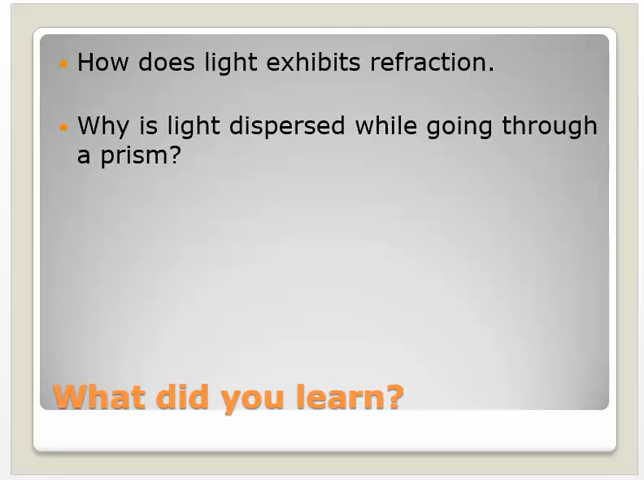 How does light exhibits refraction.
Why is light dispersed while going through
a prism?
What did you learn?